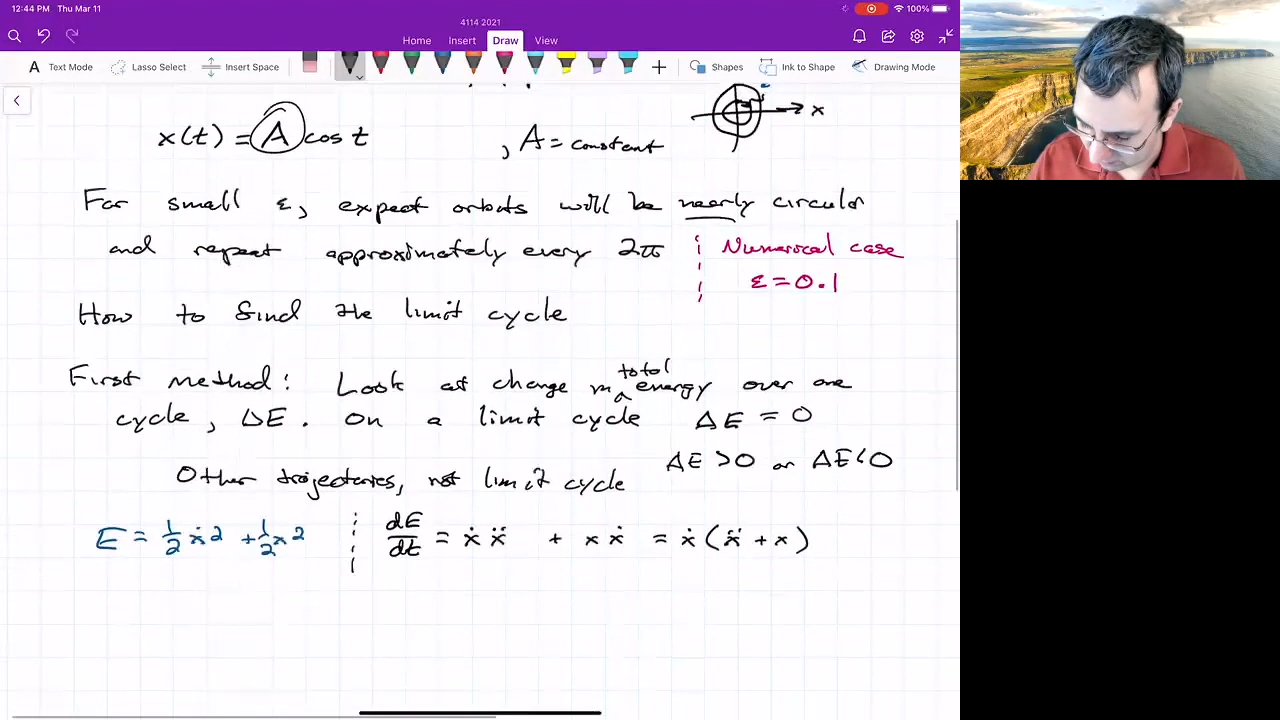 12:44 PM Thu Mar 11
4114 2021
100%
Home Insert Draw View
Text Mode Lasso Select Insert Space Shapes Ink to Shape Drawing Mode
x(t) = A cos t , A = constant
x
For small ε, expect orbits will be nearly circular
and repeat approximately every 2π
Numerical case
ε = 0.1
How to find the limit cycle
First method: Look at change in total energy over one
cycle, ΔE. On a limit cycle ΔE = 0
Other trajectories, not limit cycle ΔE > 0 or ΔE < 0
E = 1/2 ẋ2 + 1/2 x2 dE/dt = ẋ ẍ + x ẋ = ẋ (ẍ + x)